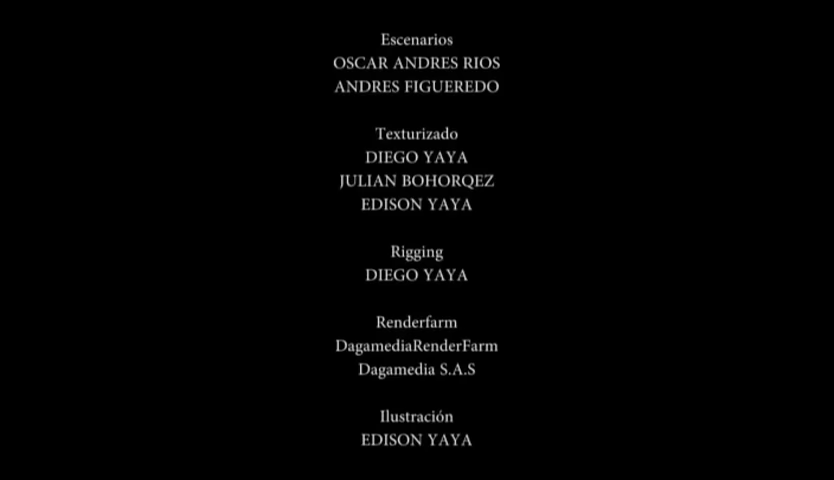 Escenarios
OSCAR ANDRES RIOS
ANDRES FIGUEREDO
Texturizado
DIEGO YAYA
JULIAN BOHORQEZ
EDISON YAYA
Rigging
DIEGO YAYA
Renderfarm
DagamediaRenderFarm
Dagamedia S.A.S
Ilustración
EDISON YAYA